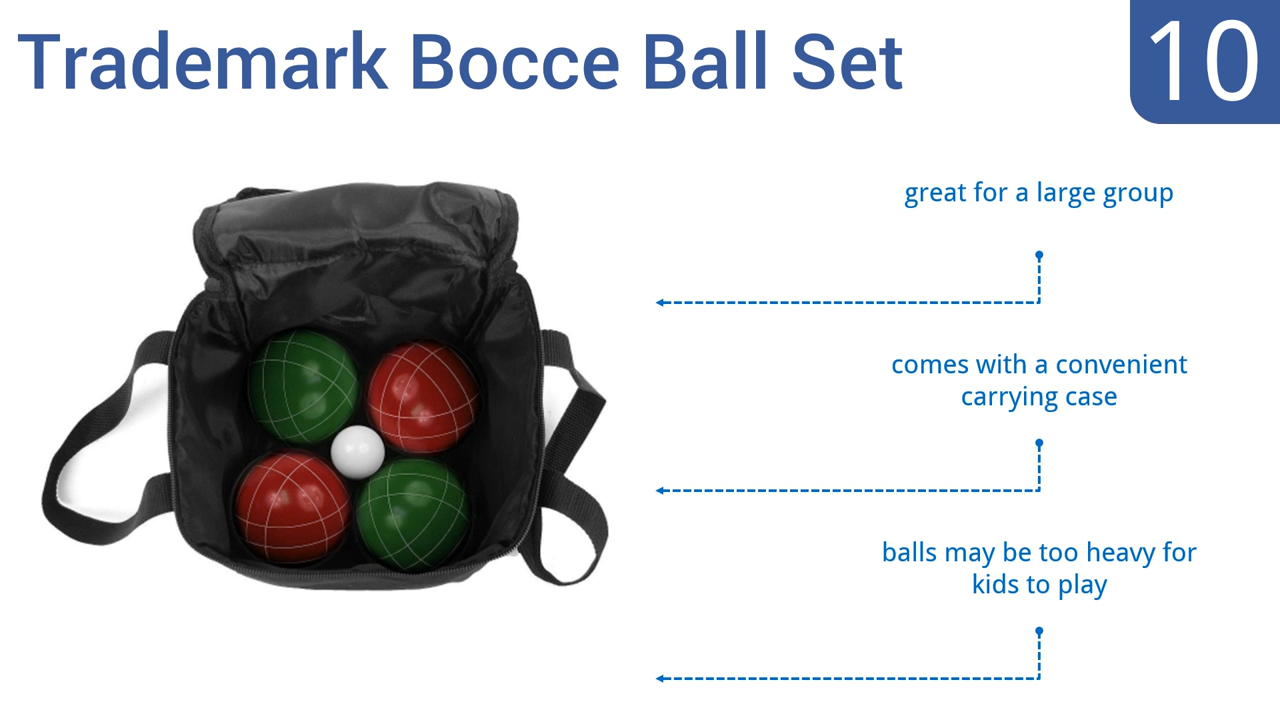 Trademark Bocce Ball Set
10
great for a large group
comes with a convenient
carrying case
balls may be too heavy for
kids to play